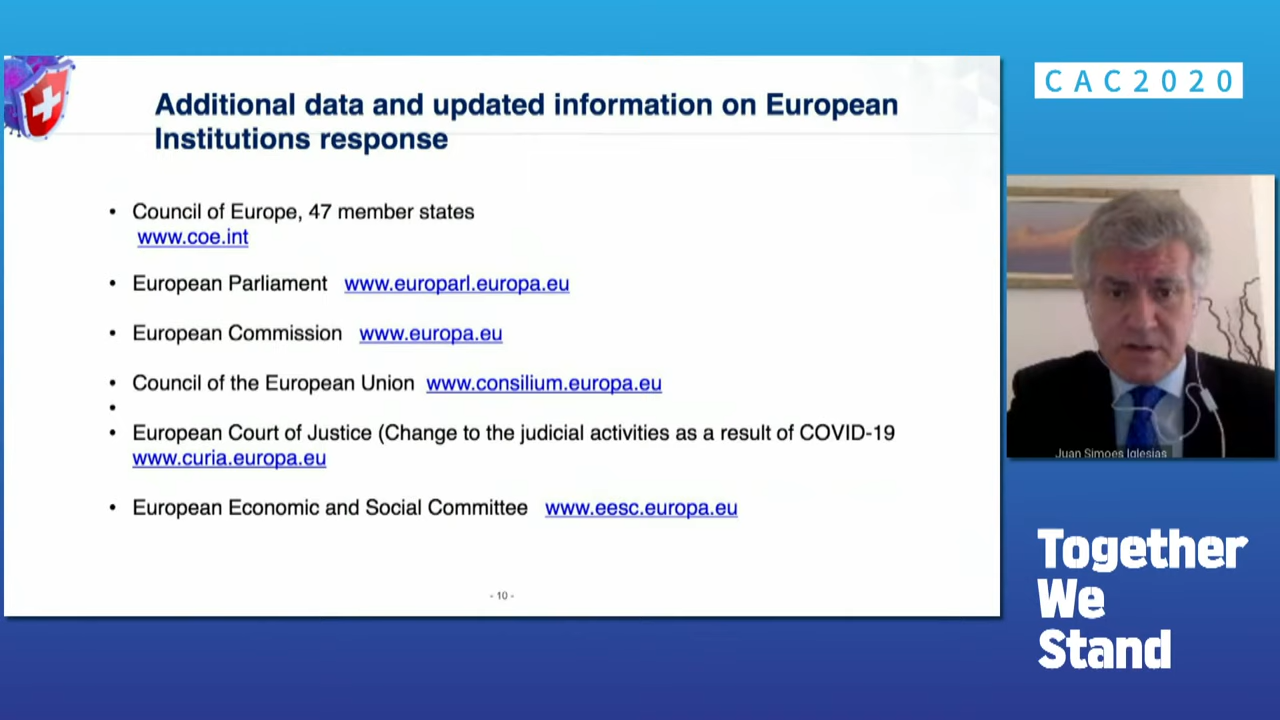 Additional data and updated information on European
Institutions response
• Council of Europe, 47 member states
www.coe.int
• European Parliament www.europarl.europa.eu
• European Commission www.europa.eu
• Council of the European Union www.consilium.europa.eu
•
• European Court of Justice (Change to the judicial activities as a result of COVID-19
www.curia.europa.eu
• European Economic and Social Committee www.eesc.europa.eu
- 10 -
CAC2020
Juan Simoes Iglesias
Together
We
Stand